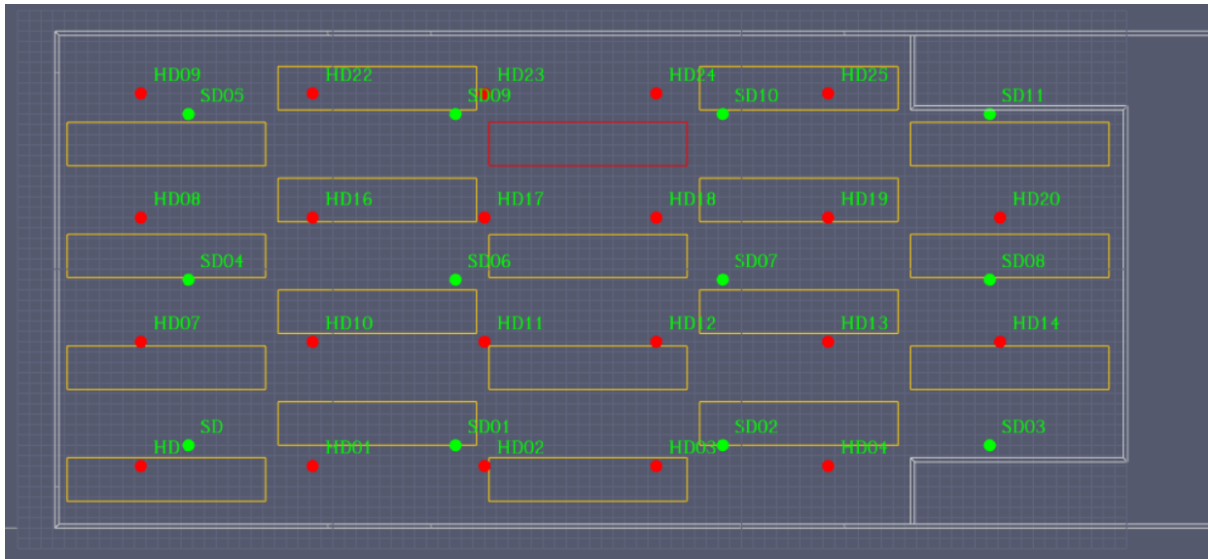 HD09 HD22 HD23 HD24 HD25
SD05 SD09 SD10 SD11
HD08 HD16 HD17 HD18 HD19 HD20
SD04 SD06 SD07 SD08
HD07 HD10 HD11 HD12 HD13 HD14
SD SD01 SD02 SD03
HD HD01 HD02 HD03 HD04